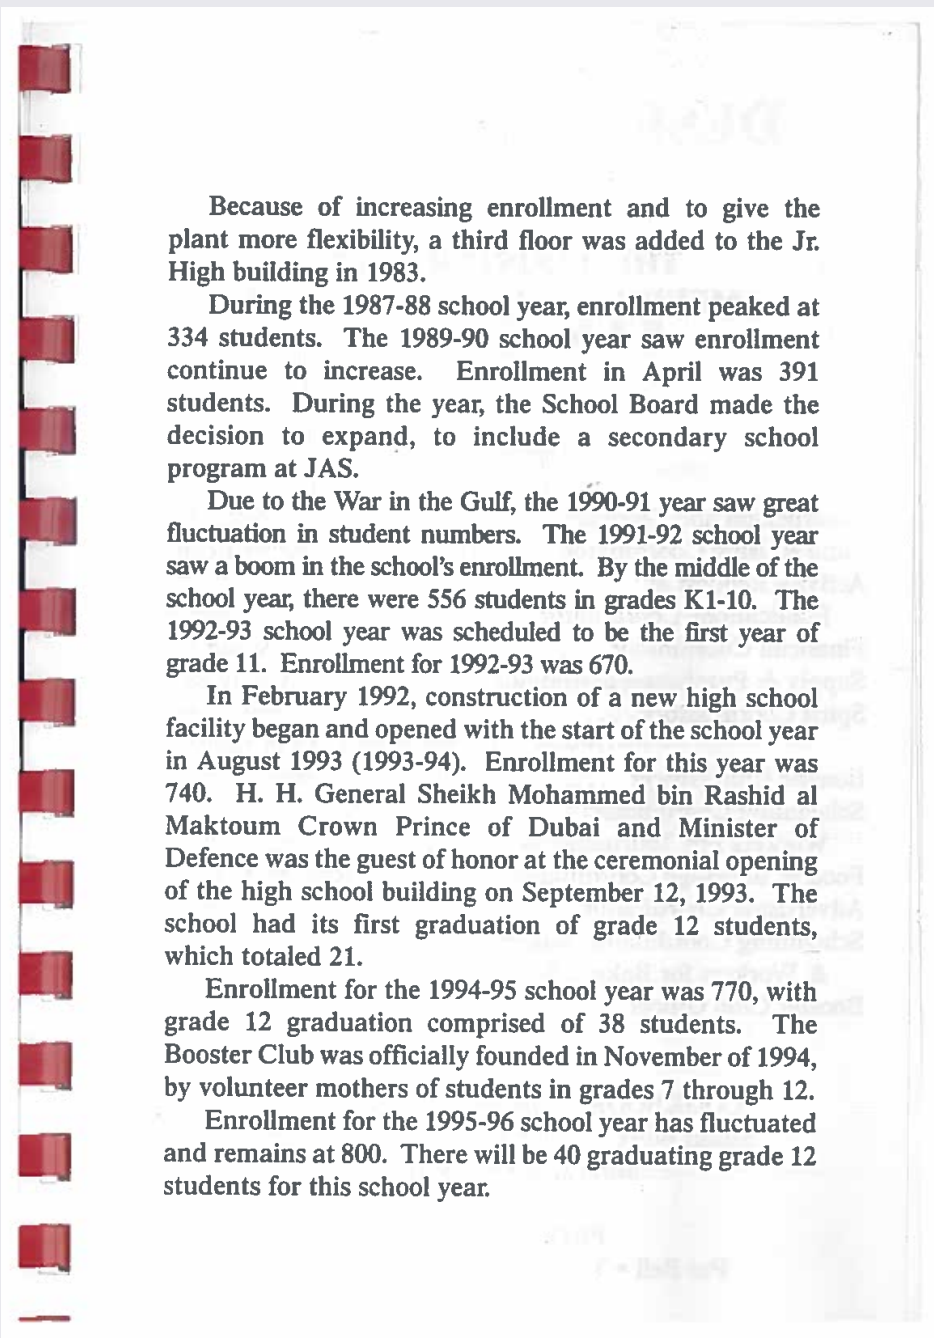 Because of increasing enrollment and to give the
plant more flexibility, a third floor was added to the Jr.
High building in 1983.
During the 1987-88 school year, enrollment peaked at
334 students. The 1989-90 school year saw enrollment
continue to increase. Enrollment in April was 391
students. During the year, the School Board made the
decision to expand, to include a secondary school
program at JAS.
Due to the War in the Gulf, the 1990-91 year saw great
fluctuation in student numbers. The 1991-92 school year
saw a boom in the school's enrollment. By the middle of the
school year, there were 556 students in grades K1-10. The
1992-93 school year was scheduled to be the first year of
grade 11. Enrollment for 1992-93 was 670.
In February 1992, construction of a new high school
facility began and opened with the start of the school year
in August 1993 (1993-94). Enrollment for this year was
740. H. H. General Sheikh Mohammed bin Rashid al
Maktoum Crown Prince of Dubai and Minister of
Defence was the guest of honor at the ceremonial opening
of the high school building on September 12, 1993. The
school had its first graduation of grade 12 students,
which totaled 21.
Enrollment for the 1994-95 school year was 770, with
grade 12 graduation comprised of 38 students. The
Booster Club was officially founded in November of 1994,
by volunteer mothers of students in grades 7 through 12.
Enrollment for the 1995-96 school year has fluctuated
and remains at 800. There will be 40 graduating grade 12
students for this school year.